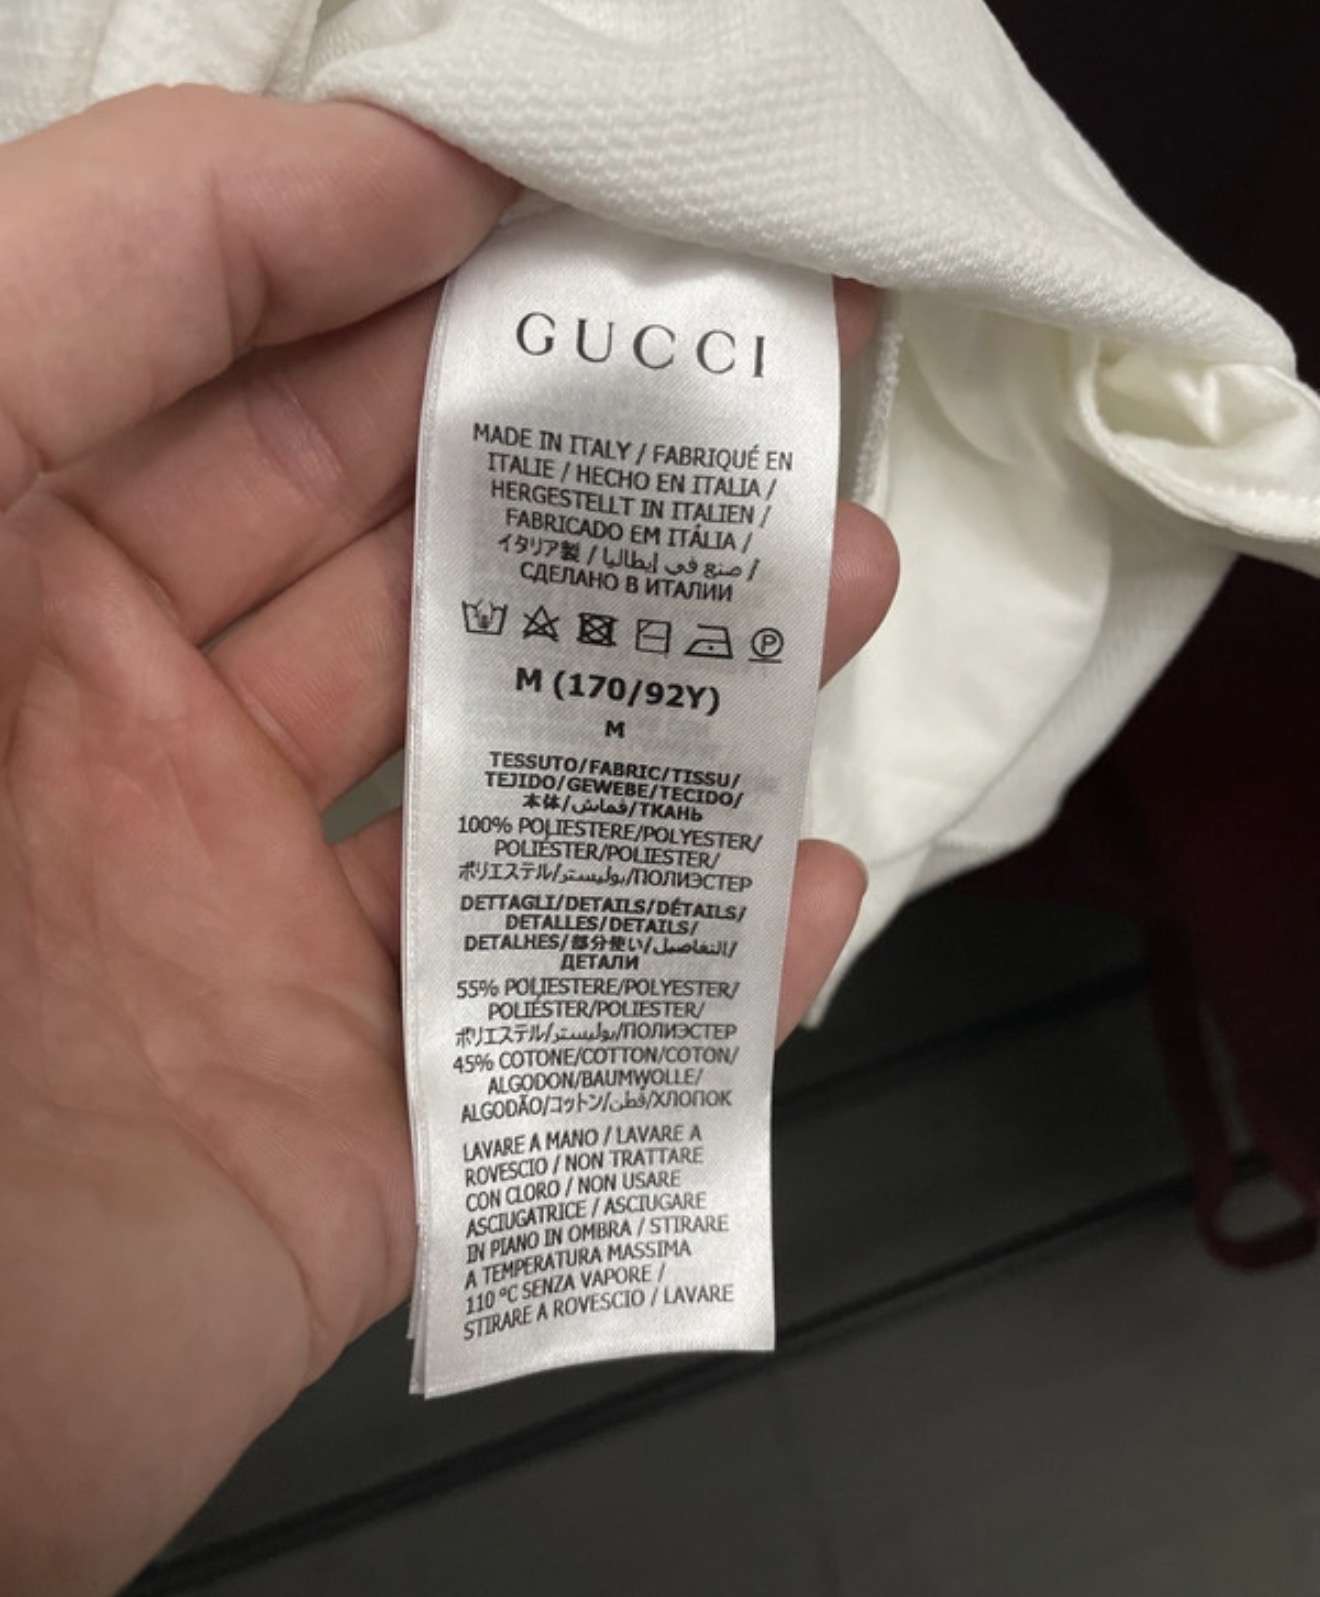 GUCCI
MADE IN ITALY / FABRIQUÉ EN
ITALIE / HECHO EN ITALIA /
HERGESTELLT IN ITALIEN /
FABRICADO EM ITÁLIA /
イタリア製 / صنع في إيطاليا /
СДЕЛАНО В ИТАЛИИ
P
M (170/92Y)
M
TESSUTO/FABRIC/TISSU/
TEJIDO/GEWEBE/TECIDO/
本体/قماش/ТКАНЬ
100% POLIESTERE/POLYESTER/
POLIÉSTER/POLIESTER/
ポリエステル/بوليستر/ПОЛИЭСТЕР
DETTAGLI/DETAILS/DÉTAILS/
DETALLES/DETAILS/
DETALHES/部分使い/التفاصيل/
ДЕТАЛИ
55% POLIESTERE/POLYESTER/
POLIÉSTER/POLIESTER/
ポリエステル/بوليستر/ПОЛИЭСТЕР
45% COTONE/COTTON/COTON/
ALGODON/BAUMWOLLE/
ALGODÃO/コットン/قطن/ХЛОПОК
LAVARE A MANO / LAVARE A
ROVESCIO / NON TRATTARE
CON CLORO / NON USARE
ASCIUGATRICE / ASCIUGARE
IN PIANO IN OMBRA / STIRARE
A TEMPERATURA MASSIMA
110 °C SENZA VAPORE /
STIRARE A ROVESCIO / LAVARE